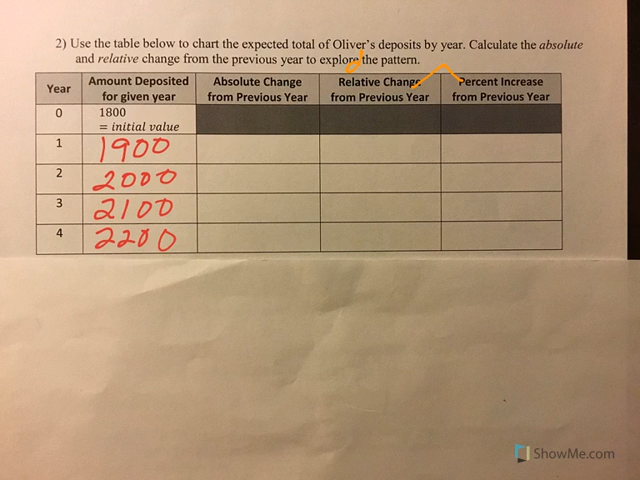 2) Use the table below to chart the expected total of Oliver's deposits by year. Calculate the absolute
and relative change from the previous year to explore the pattern.
Year Amount Deposited for given year Absolute Change from Previous Year Relative Change from Previous Year Percent Increase from Previous Year
0 1800
= initial value
1 1900
2 2000
3 2100
4 2200
ShowMe.com